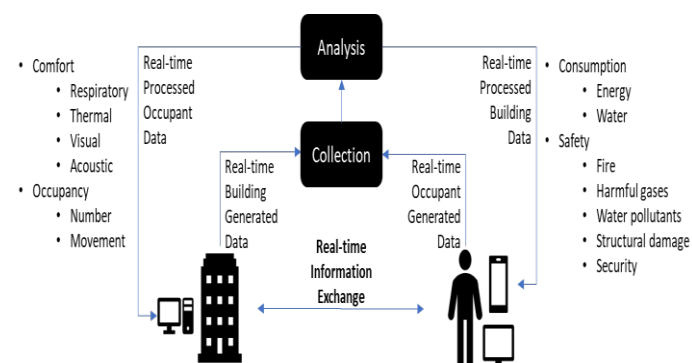 Analysis
• Comfort
• Respiratory
• Thermal
• Visual
• Acoustic
• Occupancy
• Number
• Movement
Real-time
Processed
Occupant
Data
Real-time
Processed
Building
Data
• Consumption
• Energy
• Water
• Safety
• Fire
• Harmful gases
• Water pollutants
• Structural damage
• Security
Collection
Real-time
Building
Generated
Data
Real-time
Occupant
Generated
Data
Real-time
Information
Exchange